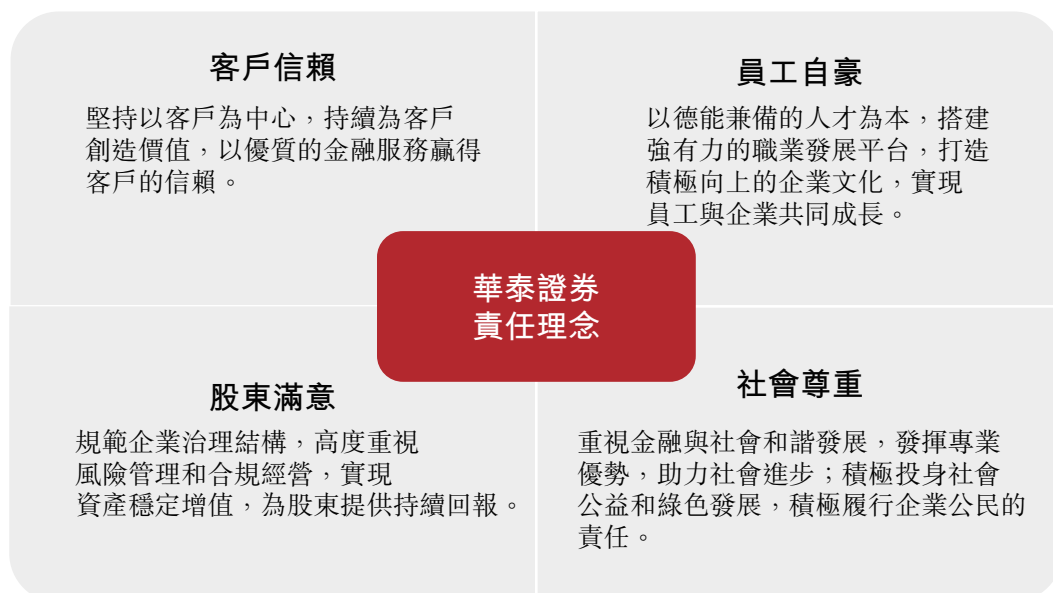 客戶信賴
堅持以客戶為中心，持續為客戶
創造價值，以優質的金融服務贏得
客戶的信賴。
員工自豪
以德能兼備的人才為本，搭建
強有力的職業發展平台，打造
積極向上的企業文化，實現
員工與企業共同成長。
華泰證券
責任理念
股東滿意
規範企業治理結構，高度重視
風險管理和合規經營，實現
資產穩定增值，為股東提供持續回報。
社會尊重
重視金融與社會和諧發展，發揮專業
優勢，助力社會進步；積極投身社會
公益和綠色發展，積極履行企業公民的
責任。